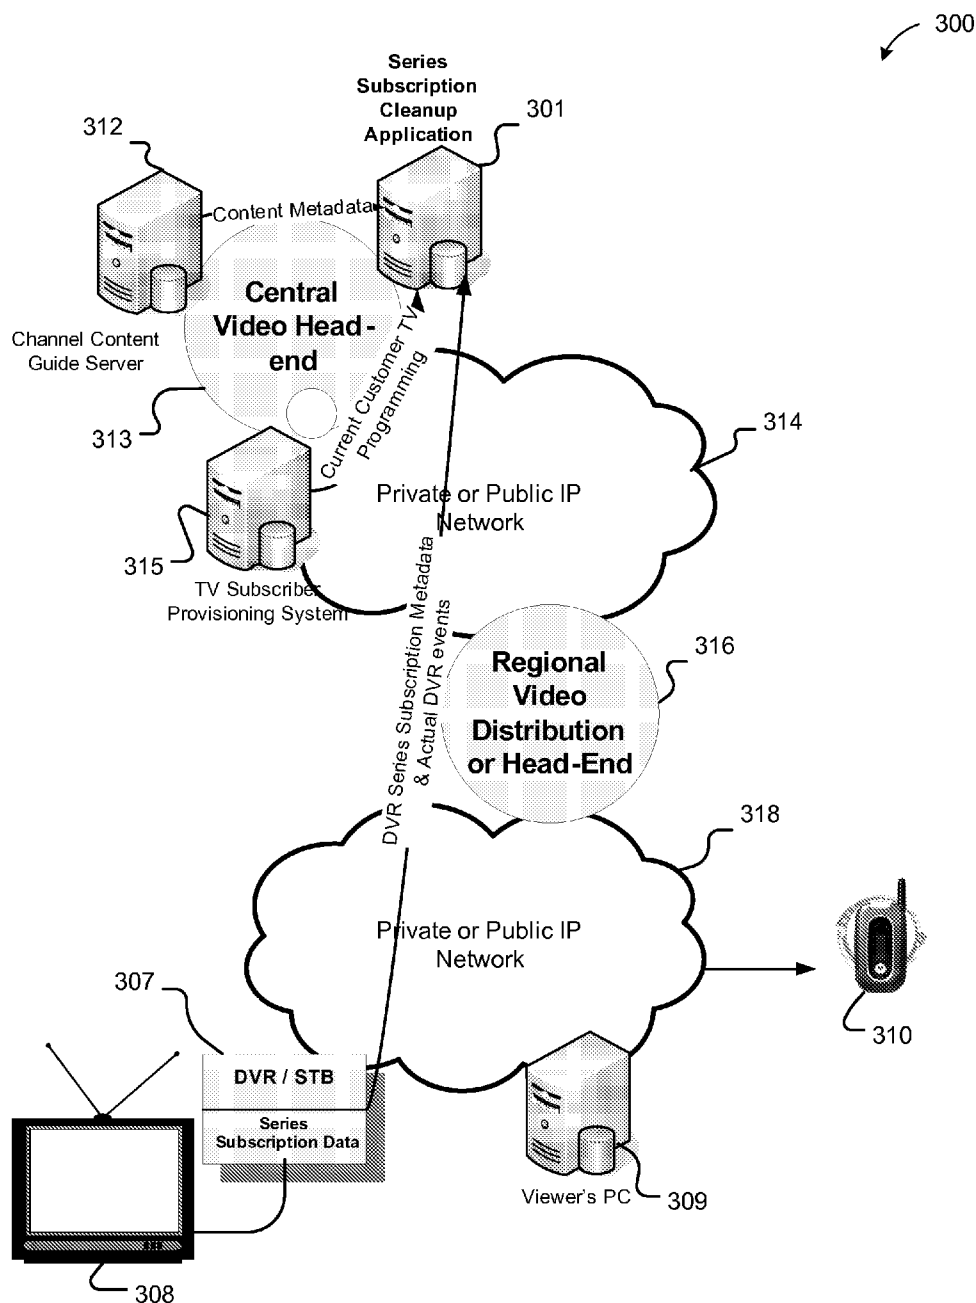 300
Series
Subscription
Cleanup
Application
301
312
Content Metadata
Central
Video Head-
end
Channel Content
Guide Server
313
Current Customer TV
Programming
314
Private or Public IP
Network
315
TV Subscriber
Provisioning System
DVR Series Subscription Metadata
& Actual DVR events
316
Regional
Video
Distribution
or Head-End
318
Private or Public IP
Network
307
310
DVR / STB
Series
Subscription Data
Viewer's PC
309
308